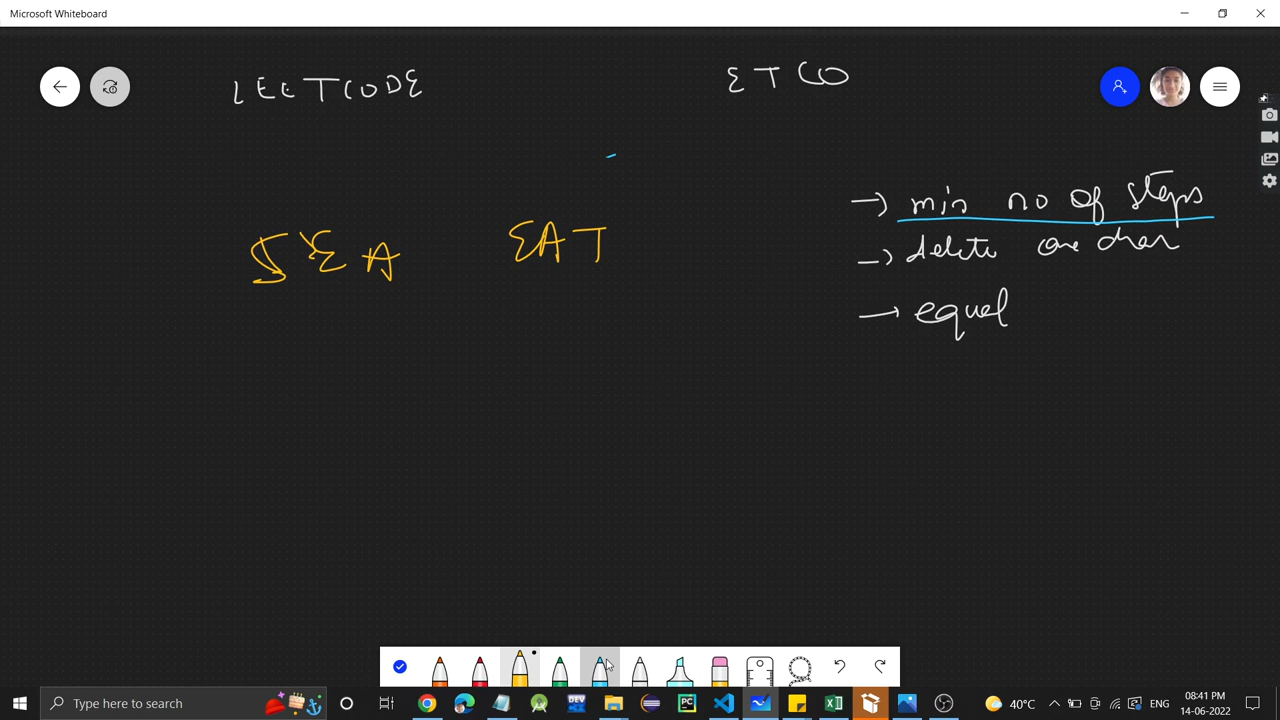 Microsoft Whiteboard
LEETCODE
ETCO
→ min no of steps
→ delete one char
→ equal
SEA
EAT
Type here to search
40°C
ENG
08:41 PM
14-06-2022